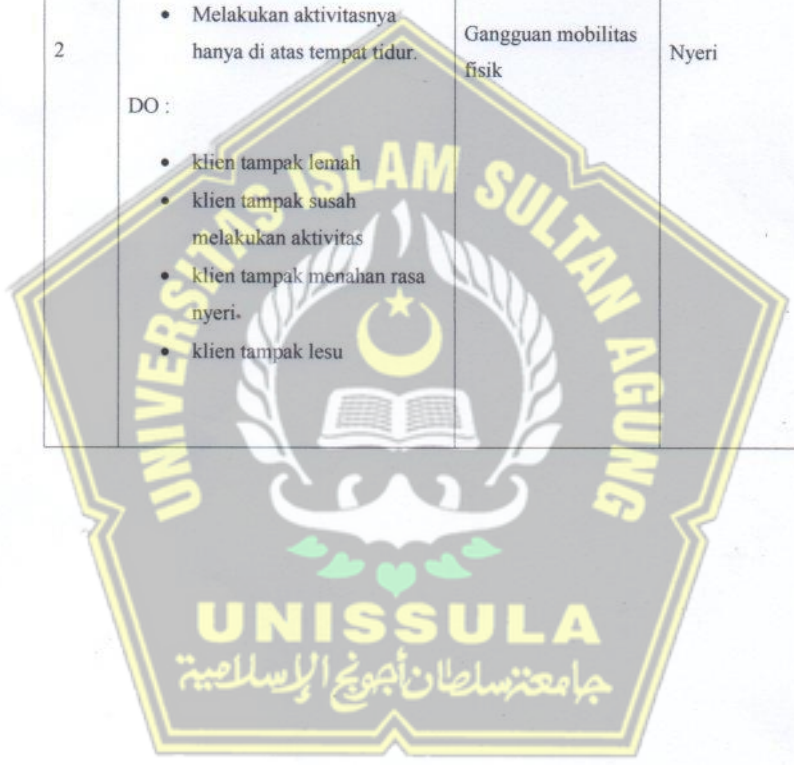 • Melakukan aktivitasnya
2 hanya di atas tempat tidur. Gangguan mobilitas fisik Nyeri
DO :
• klien tampak lemah
• klien tampak susah
melakukan aktivitas
• klien tampak menahan rasa
nyeri.
• klien tampak lesu
UNIVERSITAS ISLAM SULTAN AGUNG
UNISSULA
جامعة سلطان أجونج الإسلامية